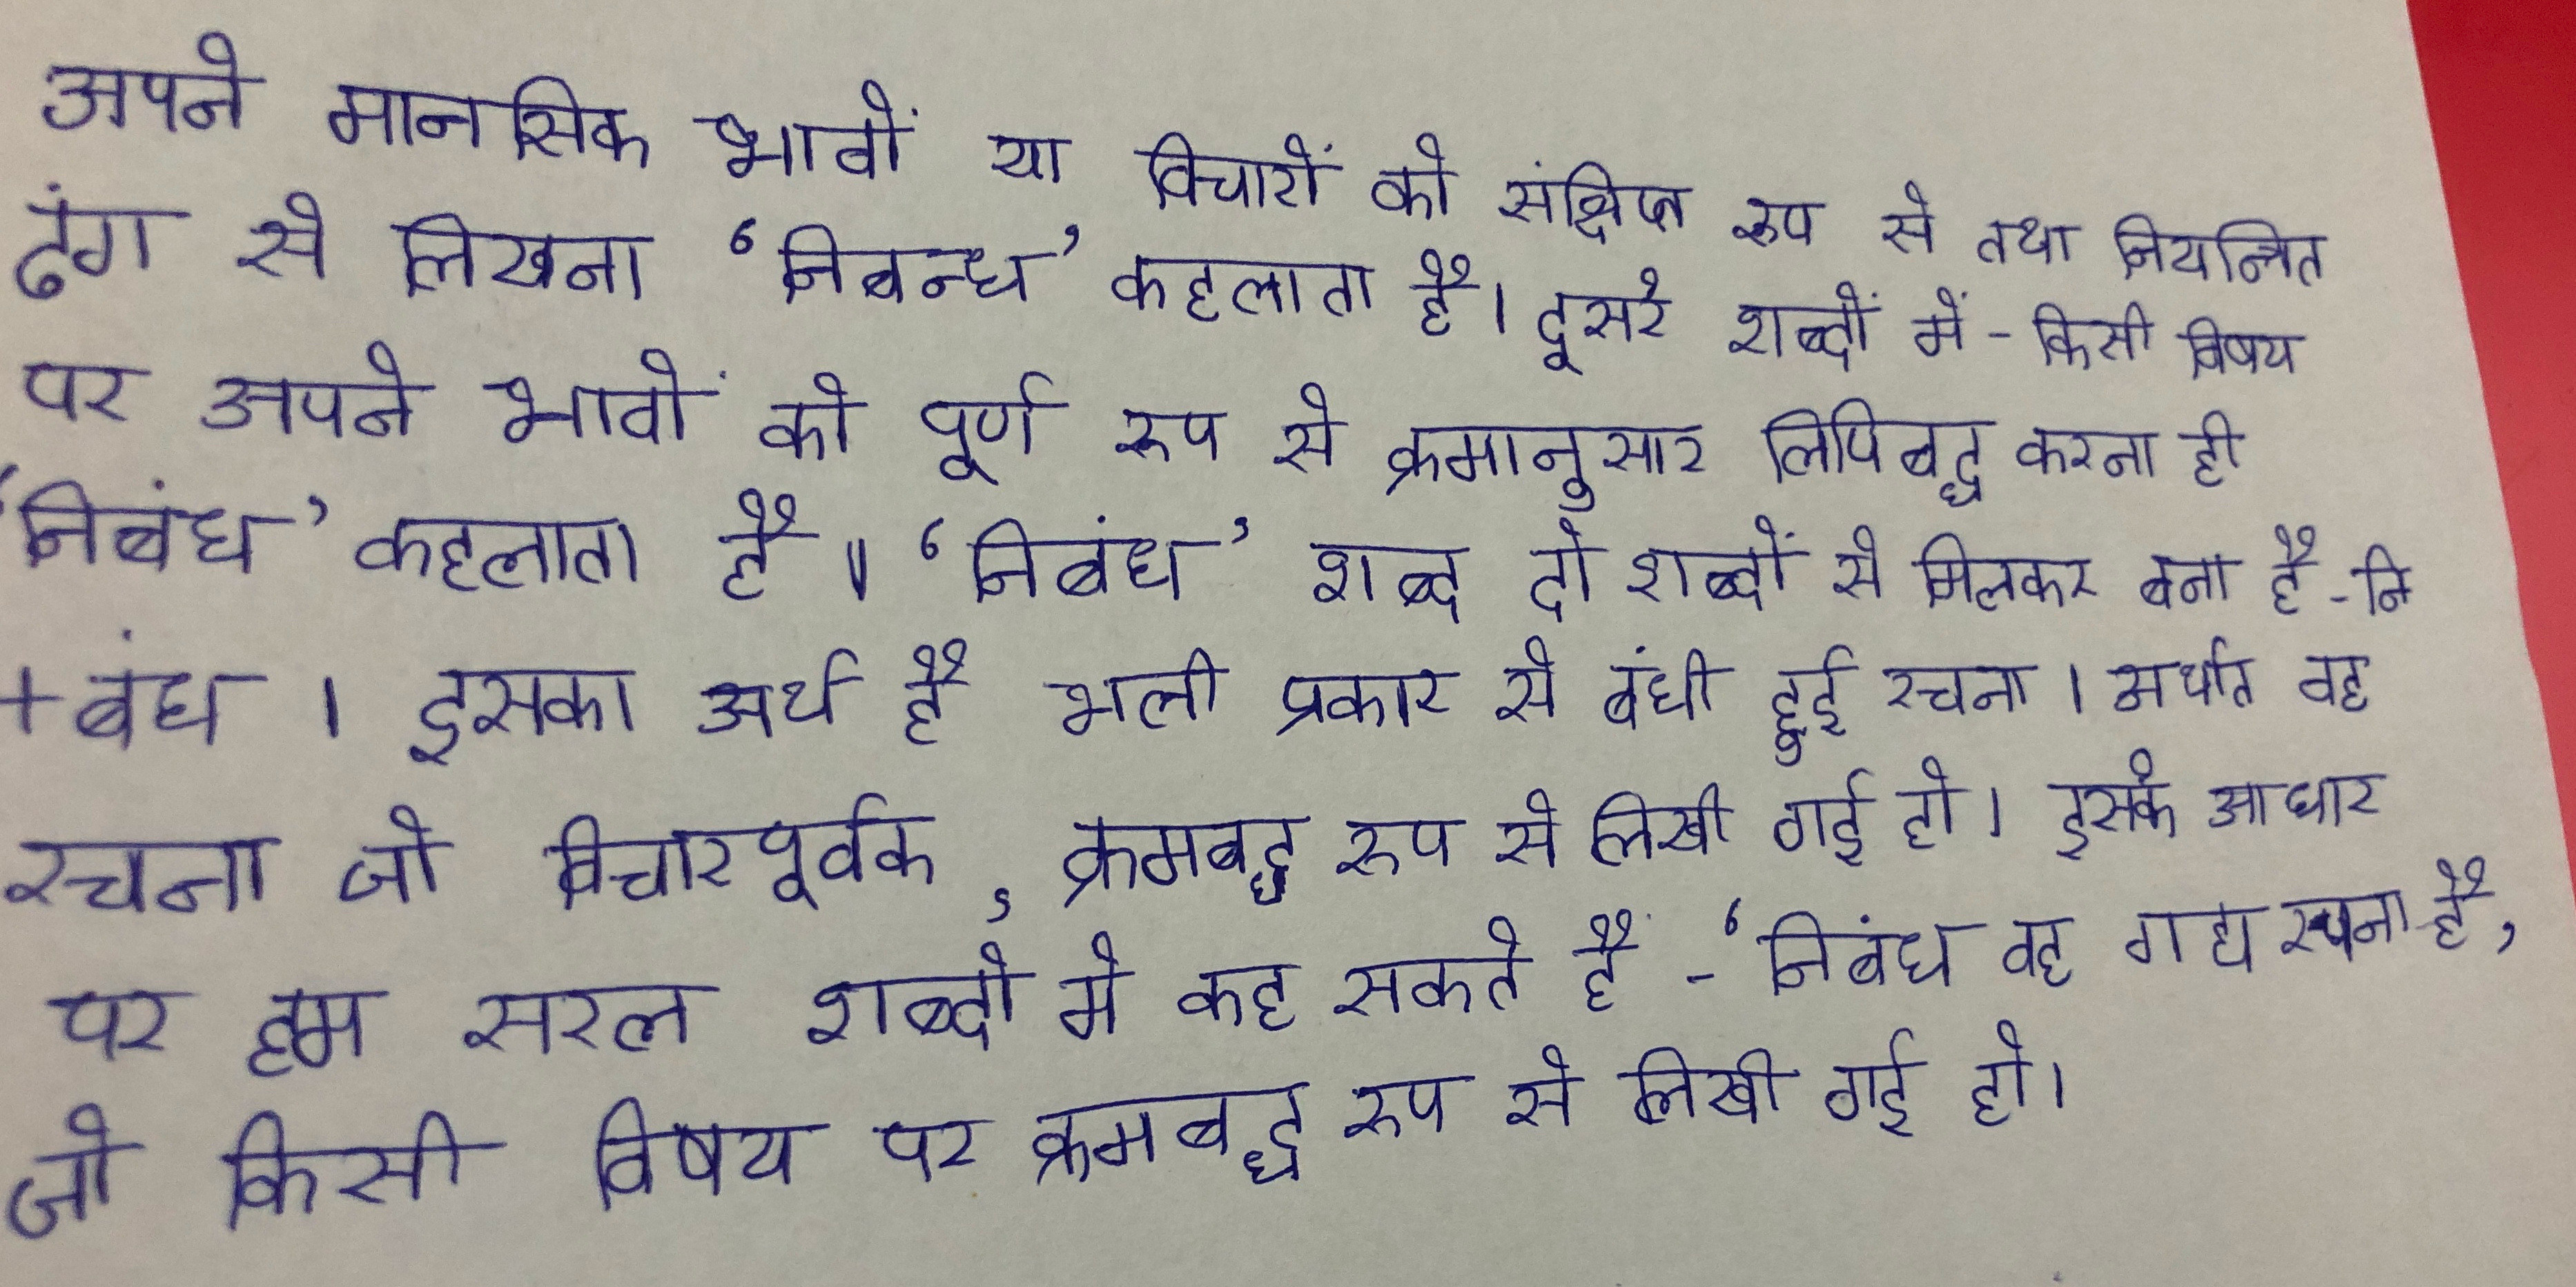 अपने मानसिक भावों या विचारों को संक्षिप्त रूप से तथा नियन्त्रित
ढंग से लिखना ‘निबन्ध’ कहलाता है। दूसरे शब्दों में - किसी विषय
पर अपने भावों को पूर्ण रूप से क्रमानुसार लिपिबद्ध करना ही
‘निबंध’ कहलाता है॥ ‘निबंध’ शब्द दो शब्दों से मिलकर बना है - नि
+ बंध । इसका अर्थ है भली प्रकार से बंधी हुई रचना । अर्थात वह
रचना जो विचारपूर्वक , क्रमबद्ध रूप से लिखी गई हो। इसके आधार
पर हम सरल शब्दो मे कह सकते है - ‘निबंध वह गद्य रचना है,
जो किसी विषय पर क्रमबद्ध रूप से लिखी गई हो।